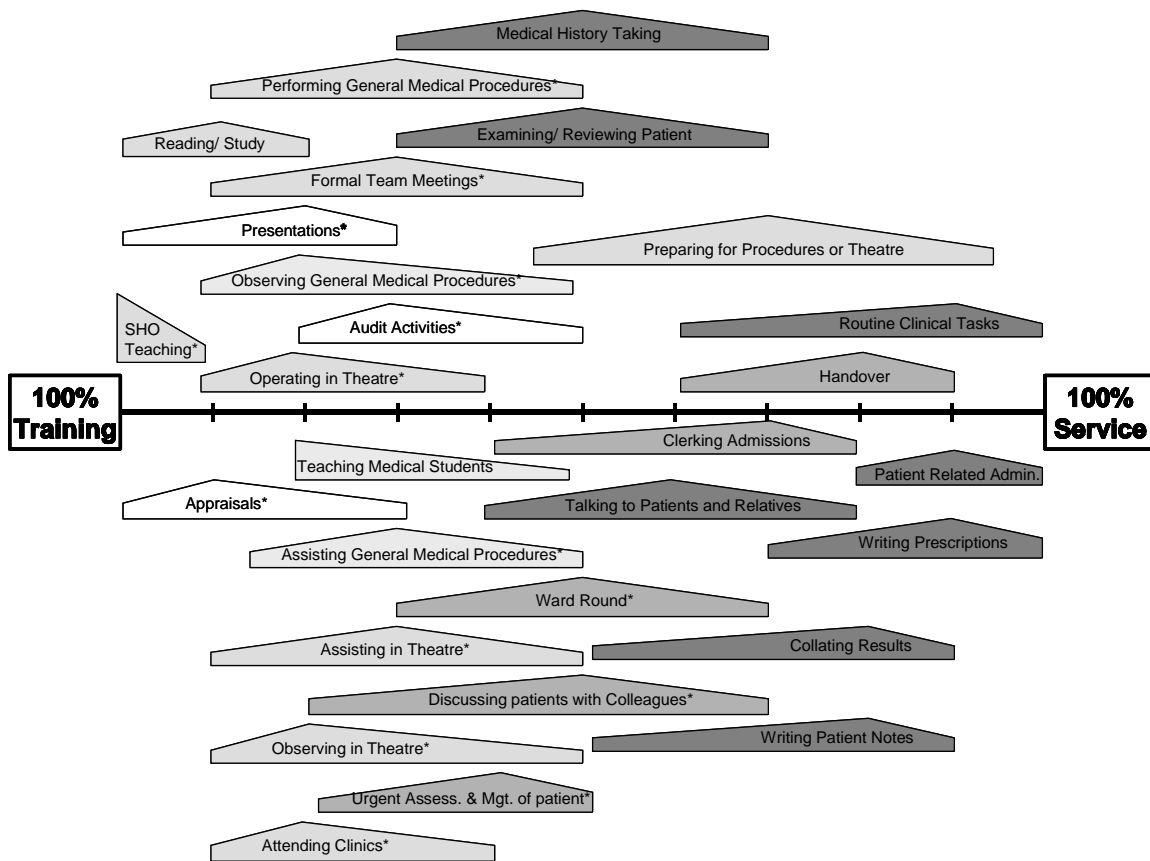 Medical History Taking
Performing General Medical Procedures*
Examining/ Reviewing Patient
Reading/ Study
Formal Team Meetings*
Presentations*
Preparing for Procedures or Theatre
Observing General Medical Procedures*
SHO
Teaching*
Audit Activities*
Routine Clinical Tasks
Operating in Theatre*
Handover
100%
Training
100%
Service
Clerking Admissions
Teaching Medical Students
Patient Related Admin.
Appraisals*
Talking to Patients and Relatives
Writing Prescriptions
Assisting General Medical Procedures*
Ward Round*
Assisting in Theatre*
Collating Results
Discussing patients with Colleagues*
Writing Patient Notes
Observing in Theatre*
Urgent Assess. & Mgt. of patient*
Attending Clinics*